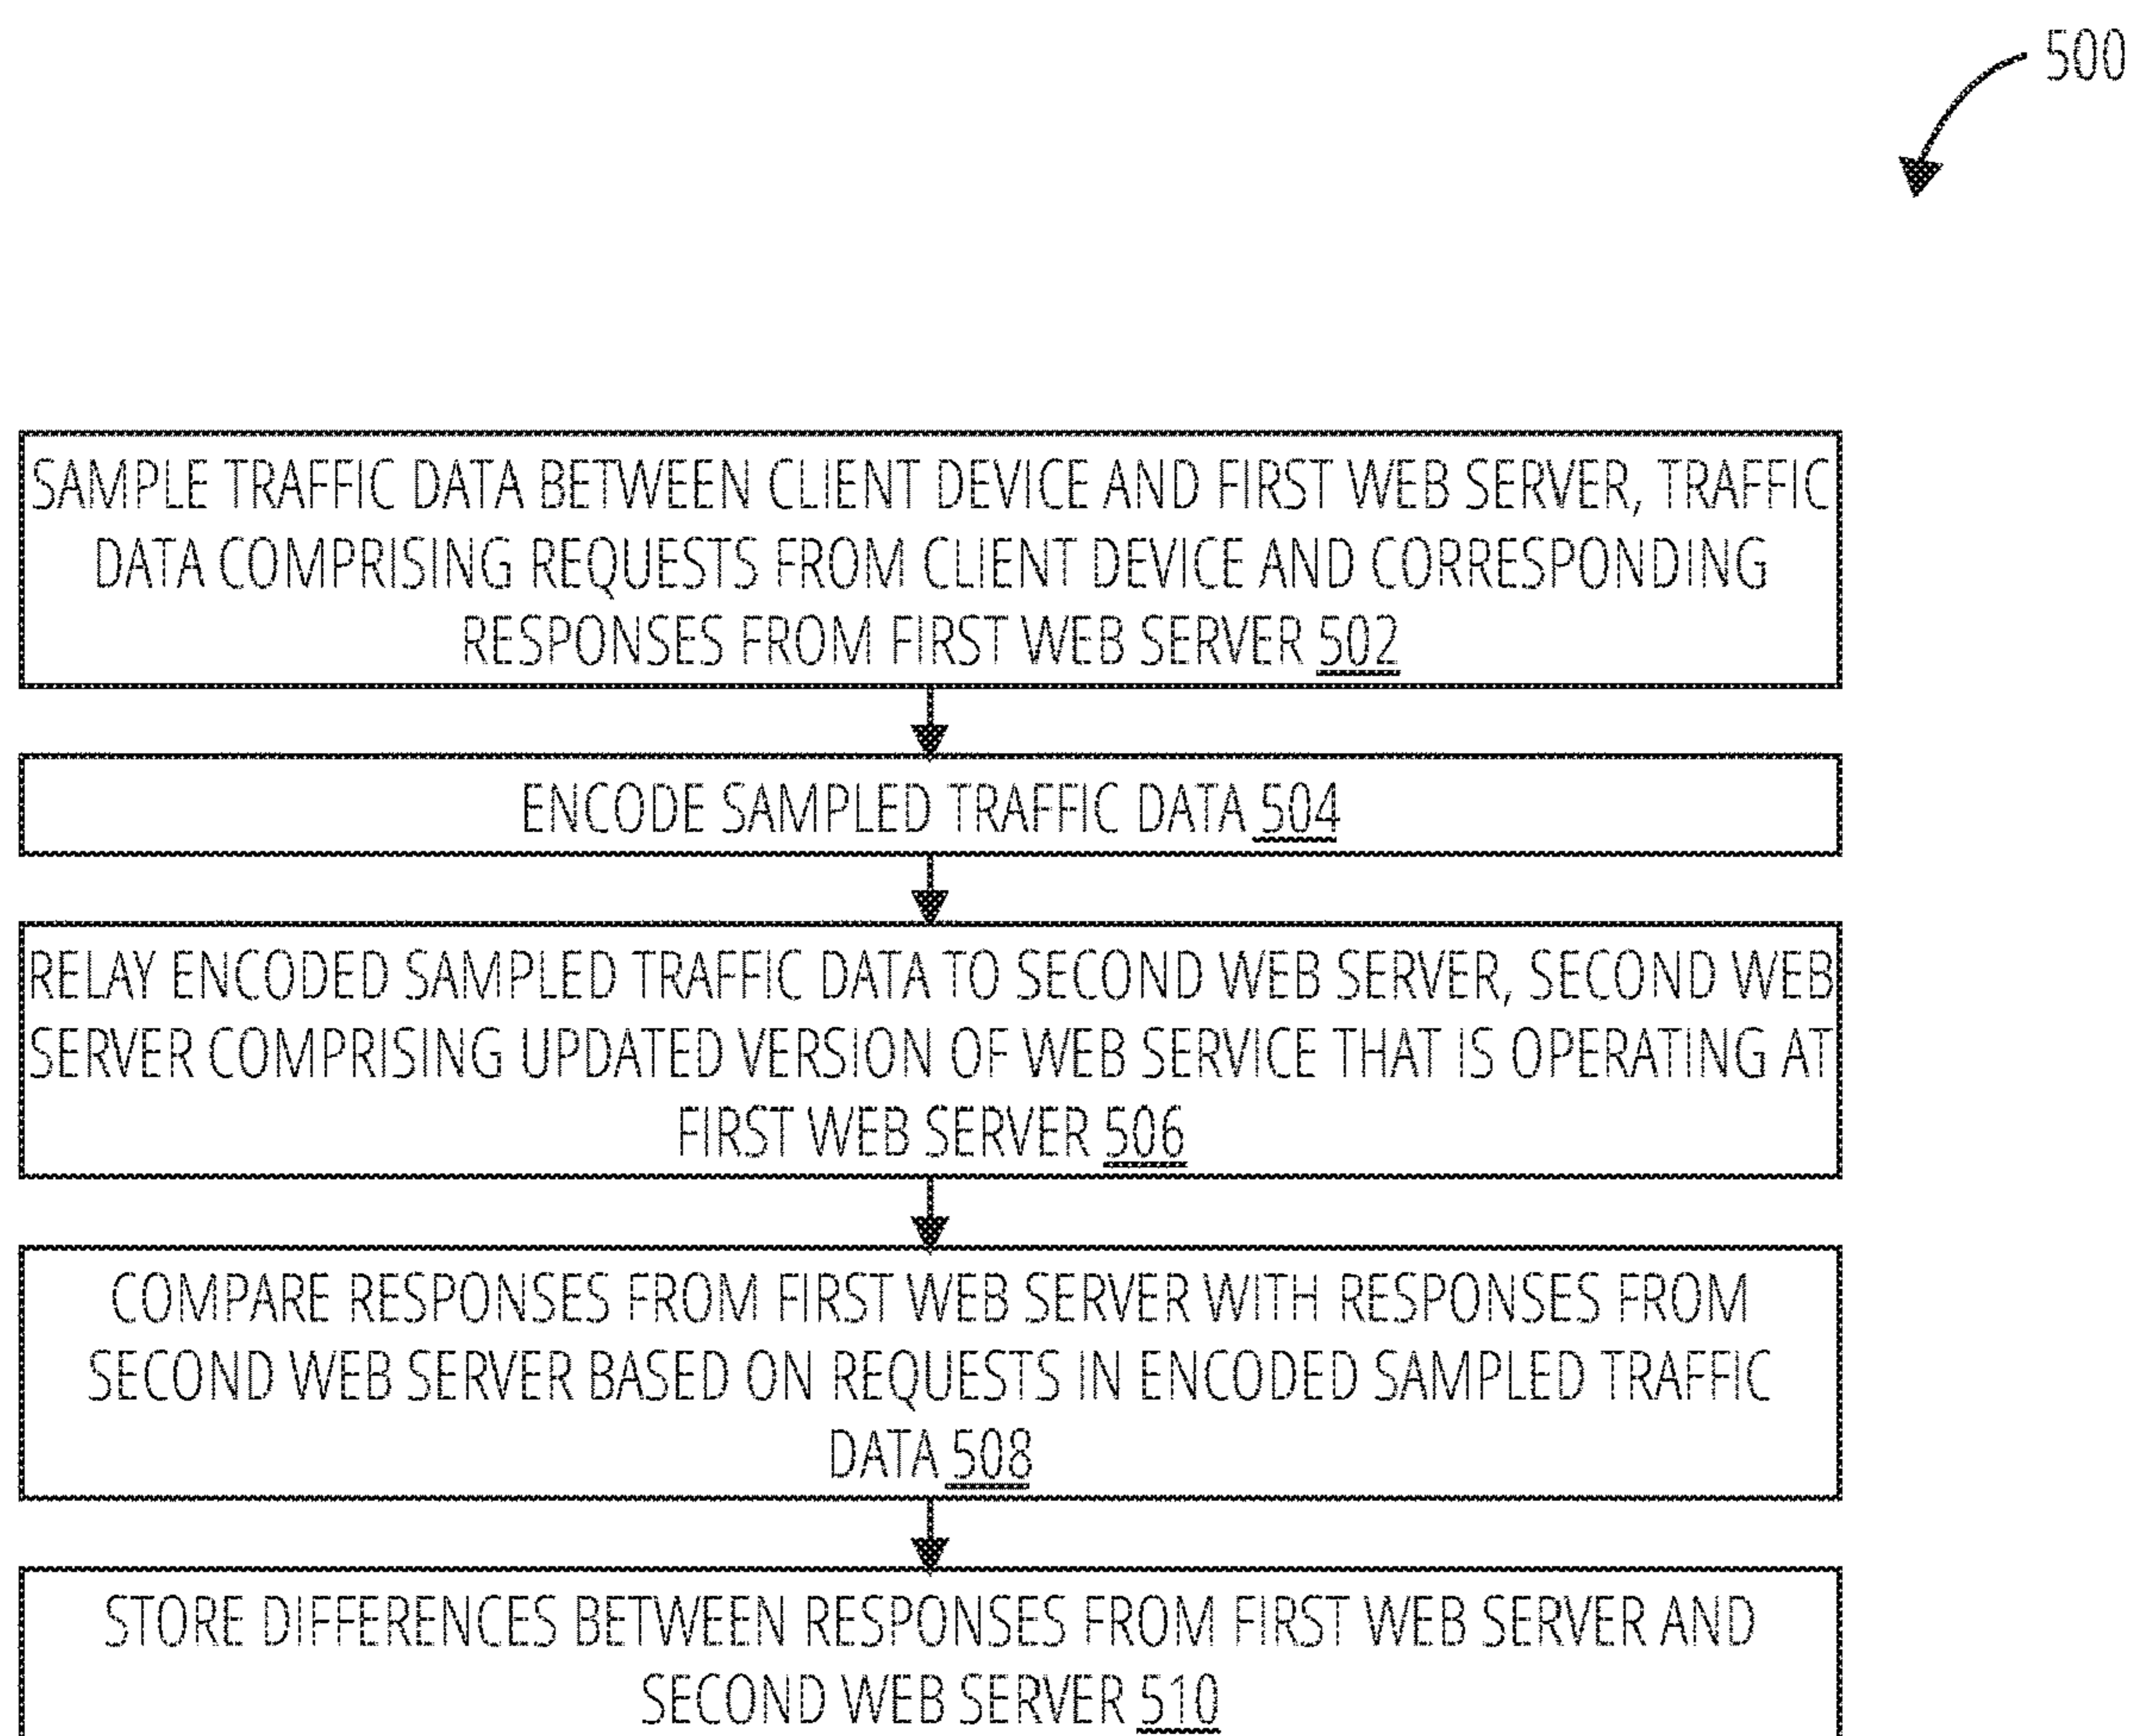 500
SAMPLE TRAFFIC DATA BETWEEN CLIENT DEVICE AND FIRST WEB SERVER, TRAFFIC
DATA COMPRISING REQUESTS FROM CLIENT DEVICE AND CORRESPONDING
RESPONSES FROM FIRST WEB SERVER 502
ENCODE SAMPLED TRAFFIC DATA 504
RELAY ENCODED SAMPLED TRAFFIC DATA TO SECOND WEB SERVER, SECOND WEB
SERVER COMPRISING UPDATED VERSION OF WEB SERVICE THAT IS OPERATING AT
FIRST WEB SERVER 506
COMPARE RESPONSES FROM FIRST WEB SERVER WITH RESPONSES FROM
SECOND WEB SERVER BASED ON REQUESTS IN ENCODED SAMPLED TRAFFIC
DATA 508
STORE DIFFERENCES BETWEEN RESPONSES FROM FIRST WEB SERVER AND
SECOND WEB SERVER 510